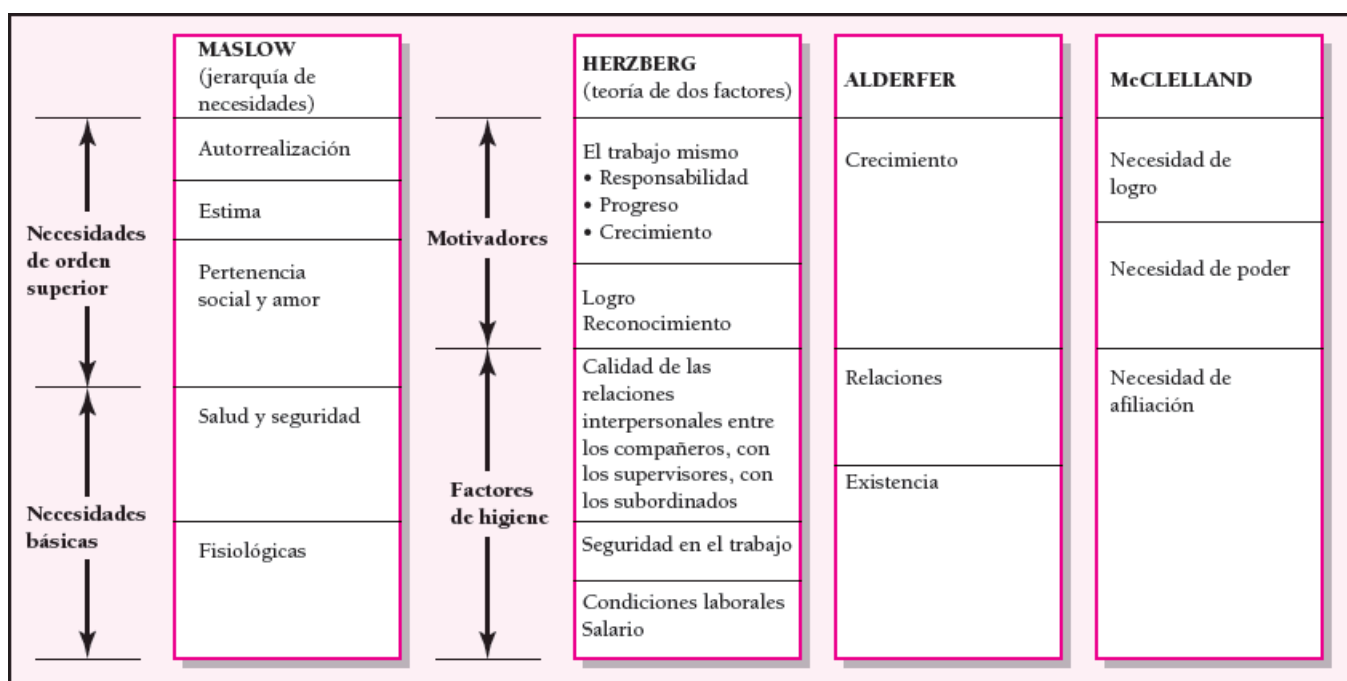 MASLOW
(jerarquía de
necesidades)
Autorrealización
Estima
Pertenencia
social y amor
Salud y seguridad
Fisiológicas
Necesidades
de orden
superior
Necesidades
básicas
HERZBERG
(teoría de dos factores)
El trabajo mismo
• Responsabilidad
• Progreso
• Crecimiento
Logro
Reconocimiento
Calidad de las
relaciones
interpersonales entre
los compañeros, con
los supervisores, con
los subordinados
Seguridad en el trabajo
Condiciones laborales
Salario
Motivadores
Factores
de higiene
ALDERFER
Crecimiento
Relaciones
Existencia
McCLELLAND
Necesidad de
logro
Necesidad de poder
Necesidad de
afiliación